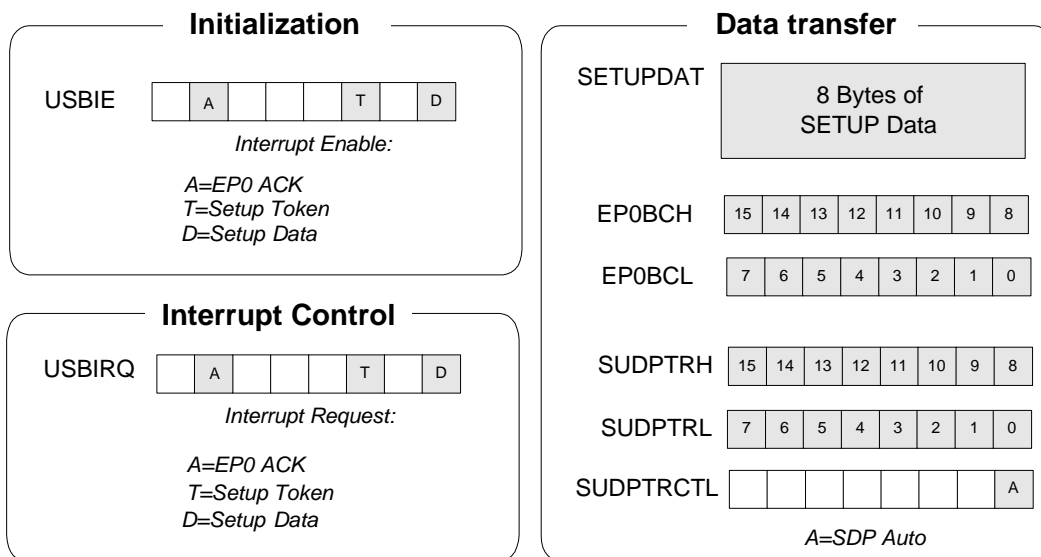 Initialization
USBIE
A T D
Interrupt Enable:
A=EP0 ACK
T=Setup Token
D=Setup Data
Interrupt Control
USBIRQ
A T D
Interrupt Request:
A=EP0 ACK
T=Setup Token
D=Setup Data
Data transfer
SETUPDAT
8 Bytes of
SETUP Data
EP0BCH
15 14 13 12 11 10 9 8
EP0BCL
7 6 5 4 3 2 1 0
SUDPTRH
15 14 13 12 11 10 9 8
SUDPTRL
7 6 5 4 3 2 1 0
SUDPTRCTL
A
A=SDP Auto